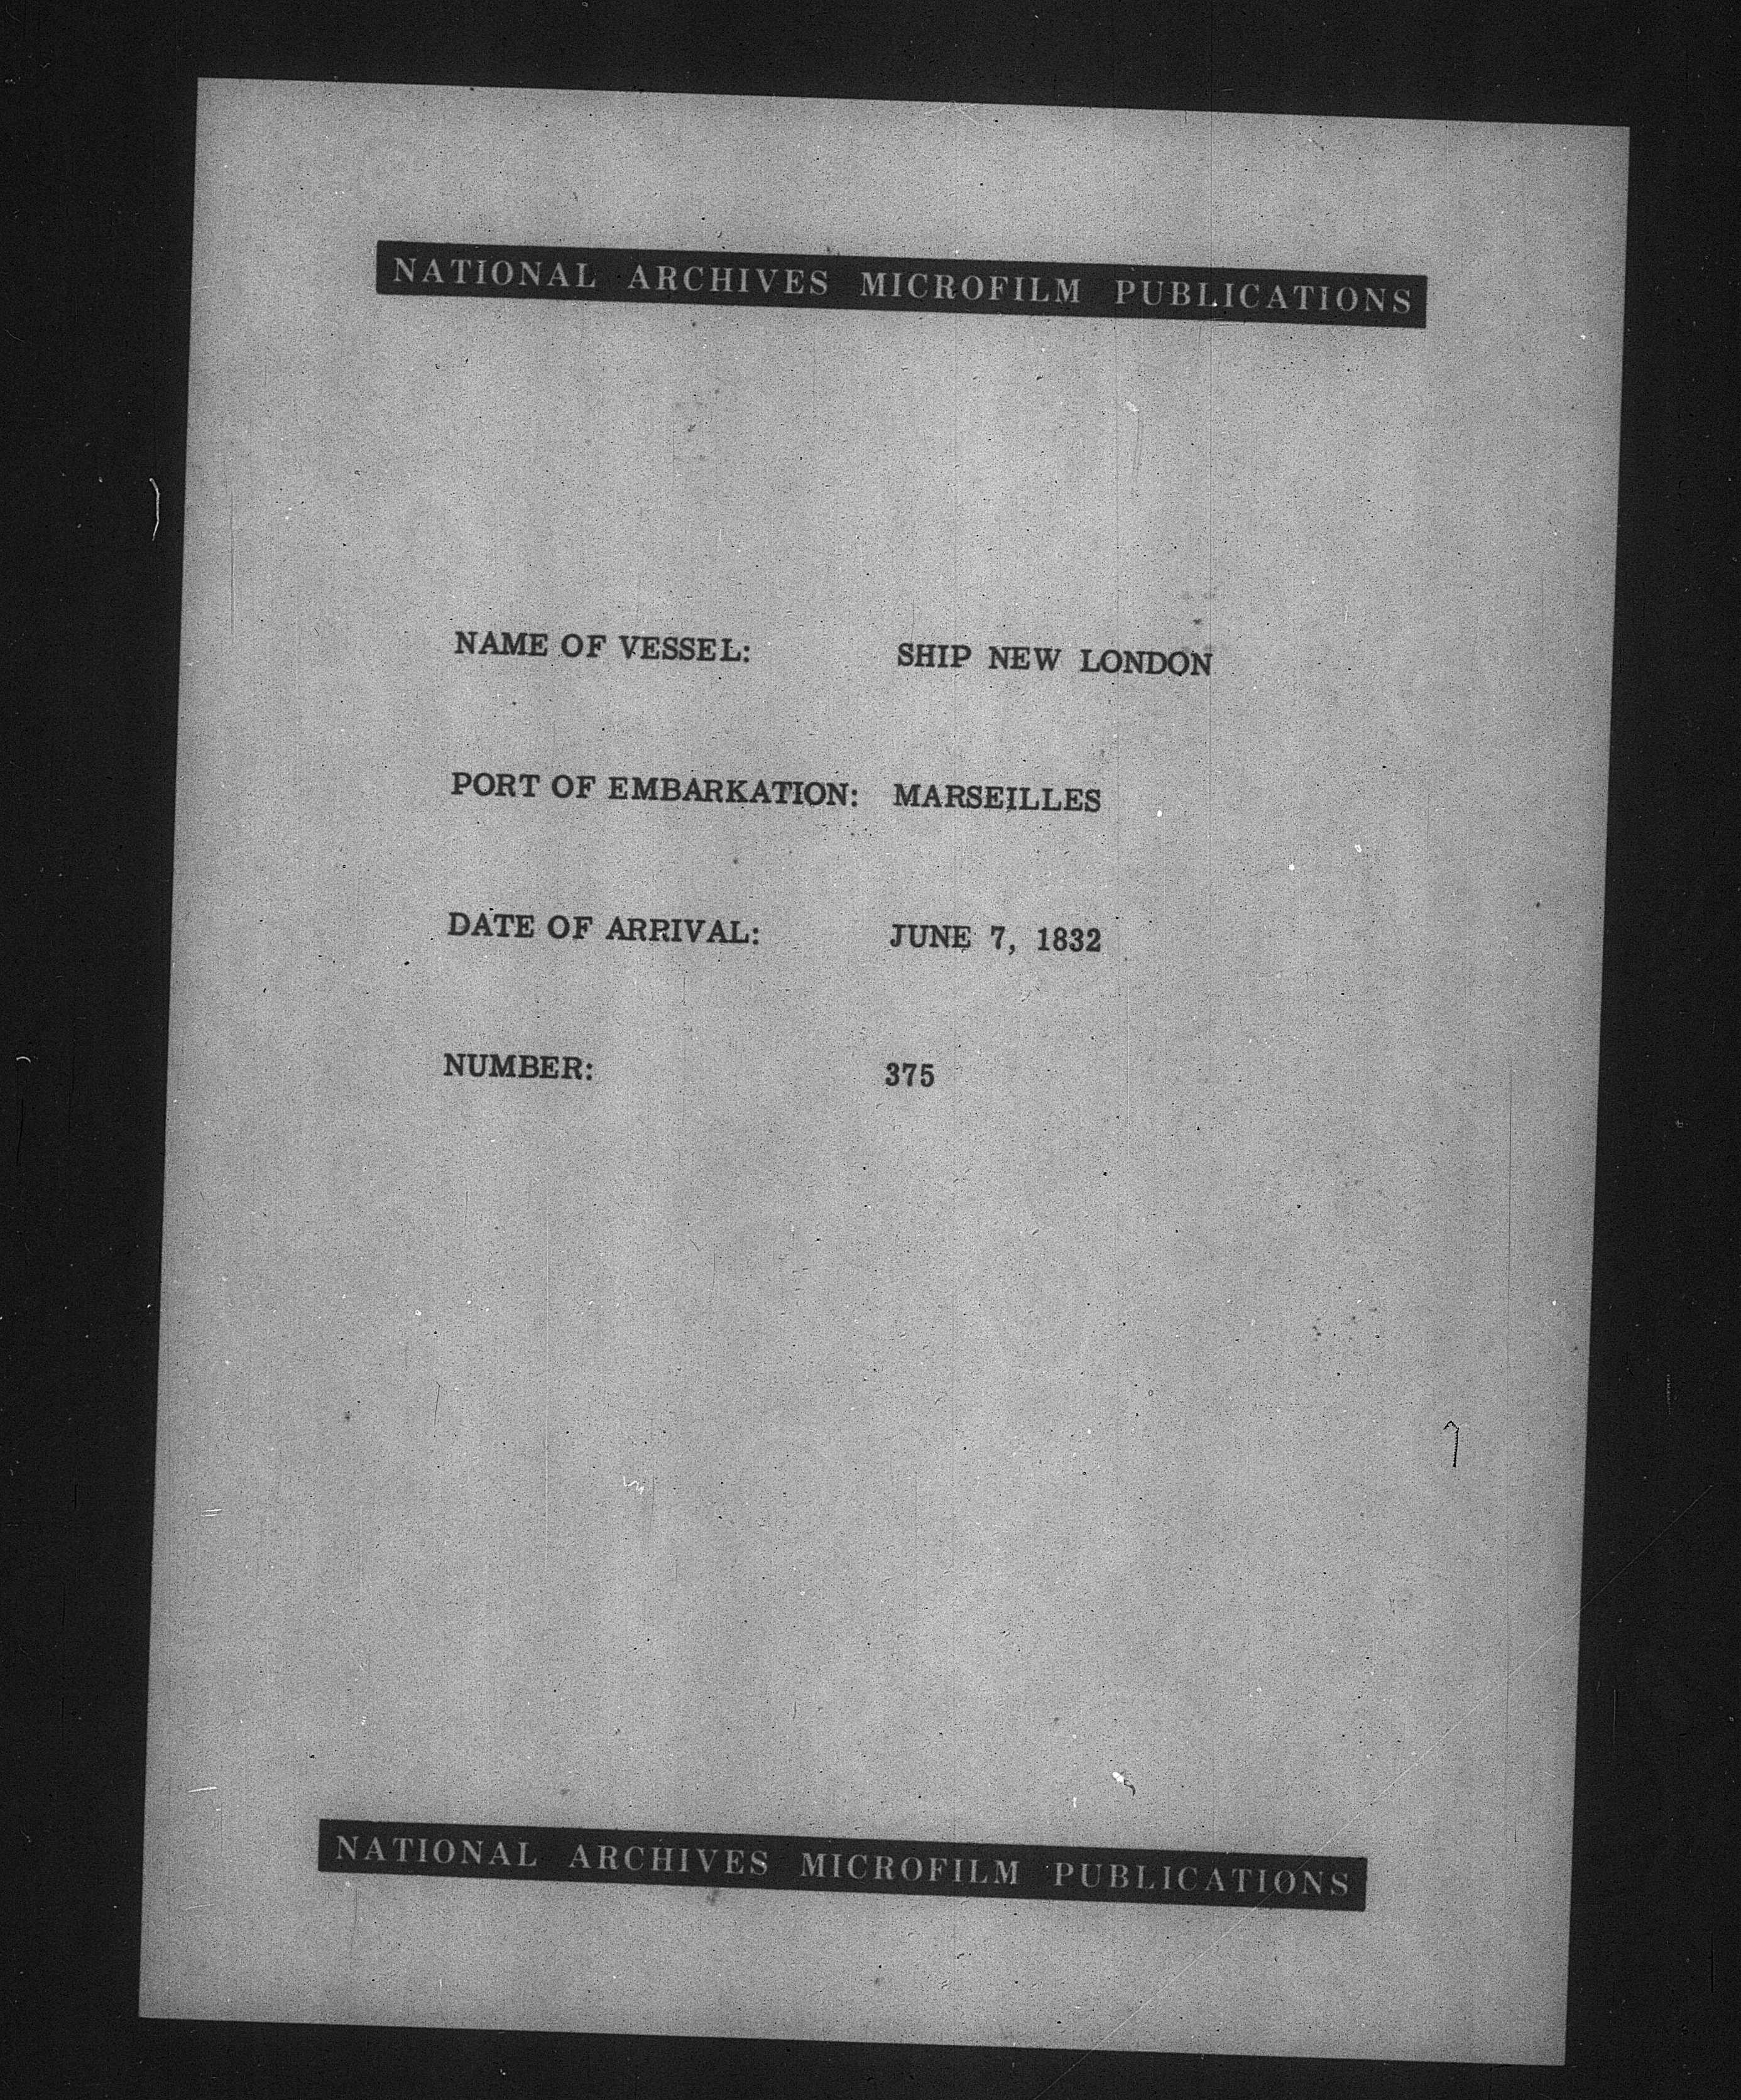 NATIONAL ARCHIVES MICROFILM PUBLICATIONS
NAME OF VESSEL: SHIP NEW LONDON
PORT OF EMBARKATION: MARSEILLES
DATE OF ARRIVAL: JUNE 7, 1832
NUMBER: 375
NATIONAL ARCHIVES MICROFILM PUBLICATIONS